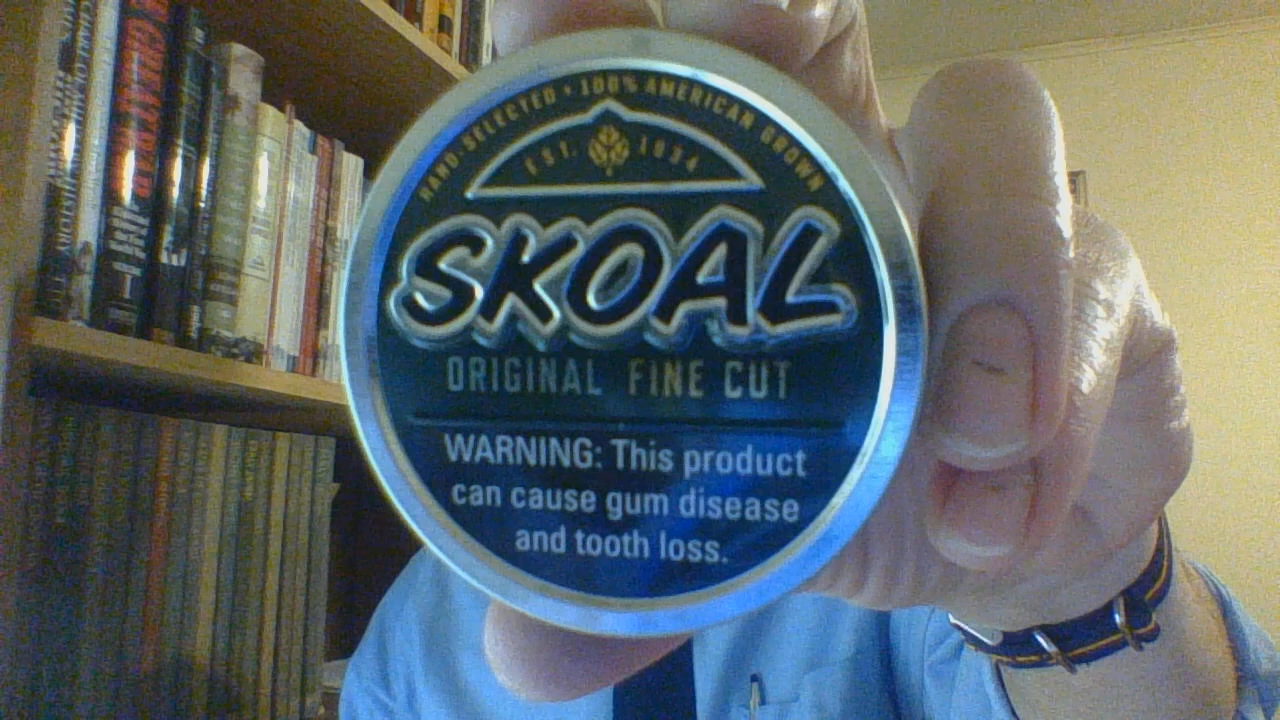 HAND-SELECTED • 100% AMERICAN GROWN
EST. 1934
SKOAL
ORIGINAL FINE CUT
WARNING: This product
can cause gum disease
and tooth loss.